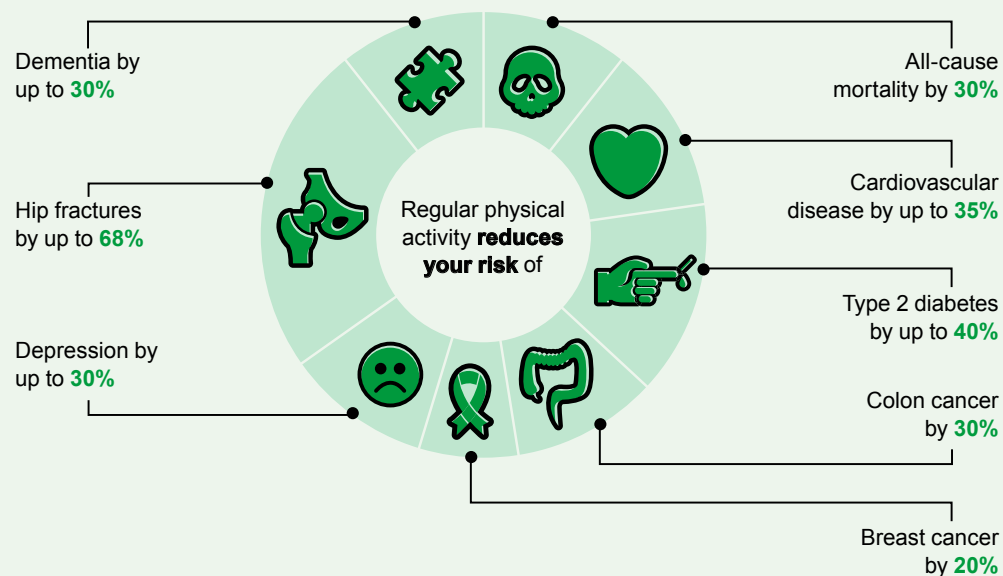 Regular physical
activity reduces
your risk of
All-cause
mortality by 30%
Cardiovascular
disease by up to 35%
Type 2 diabetes
by up to 40%
Colon cancer
by 30%
Breast cancer
by 20%
Depression by
up to 30%
Hip fractures
by up to 68%
Dementia by
up to 30%